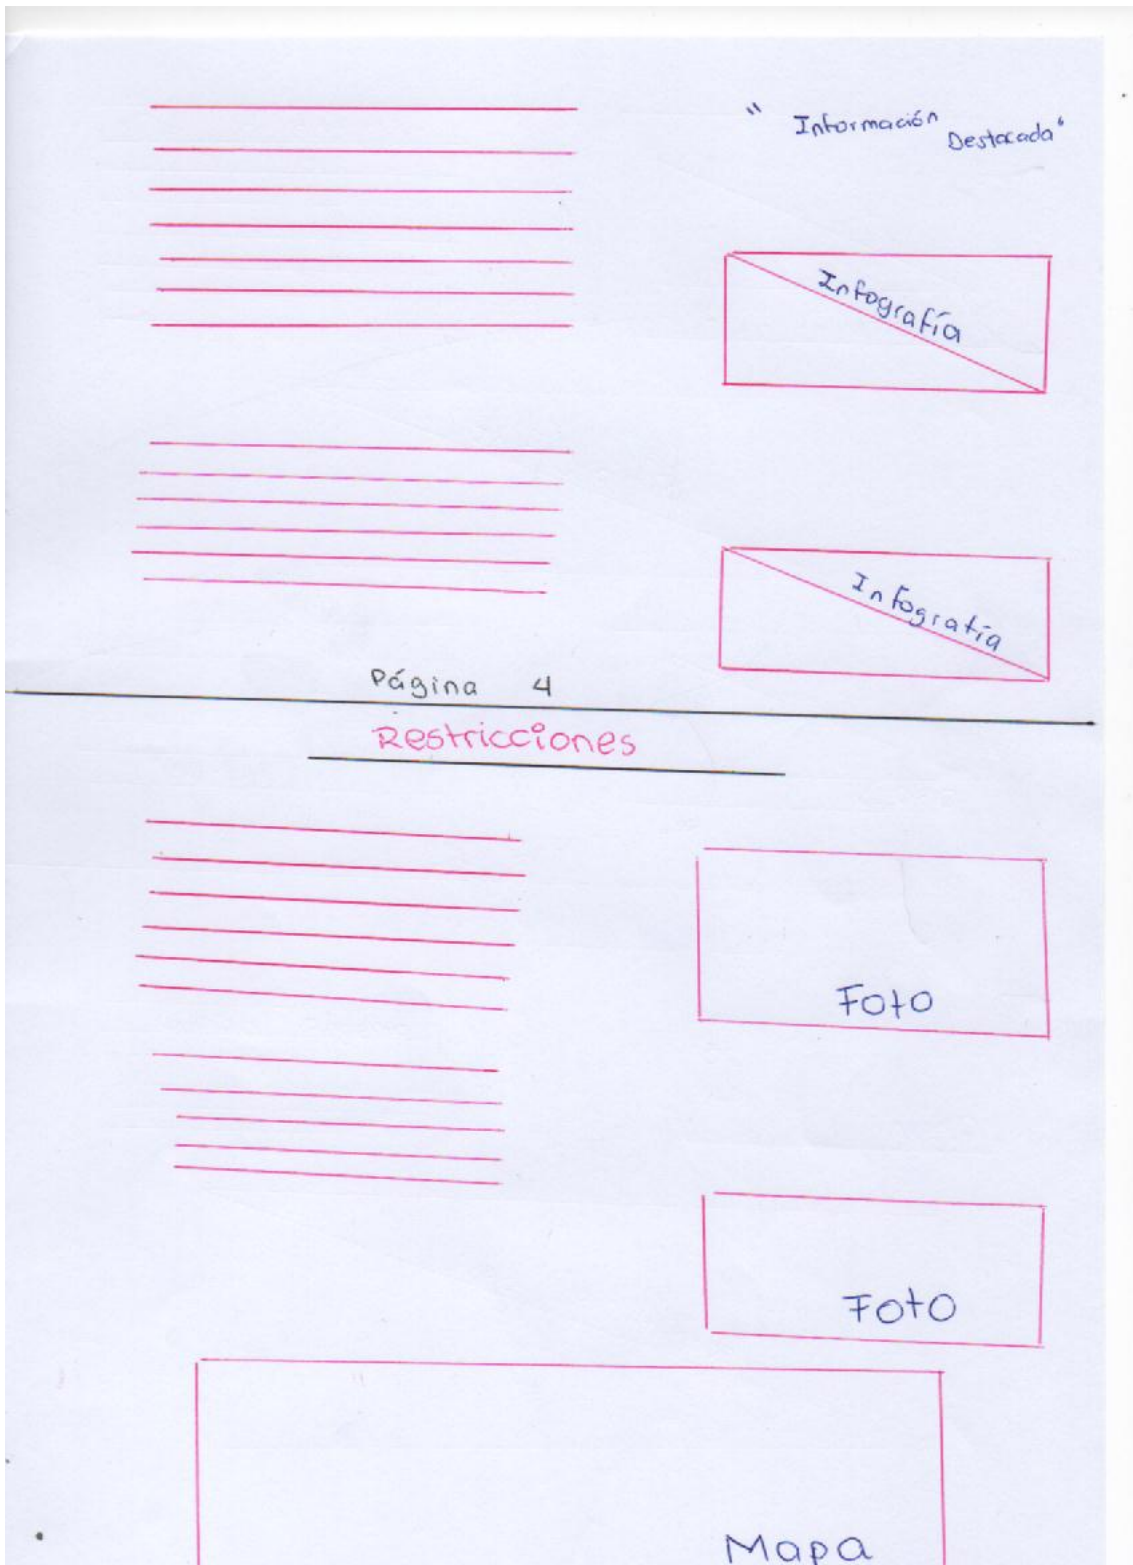 " Información
Destacada"
Infografía
Infografía
Página 4
Restricciones
Foto
Foto
Mapa